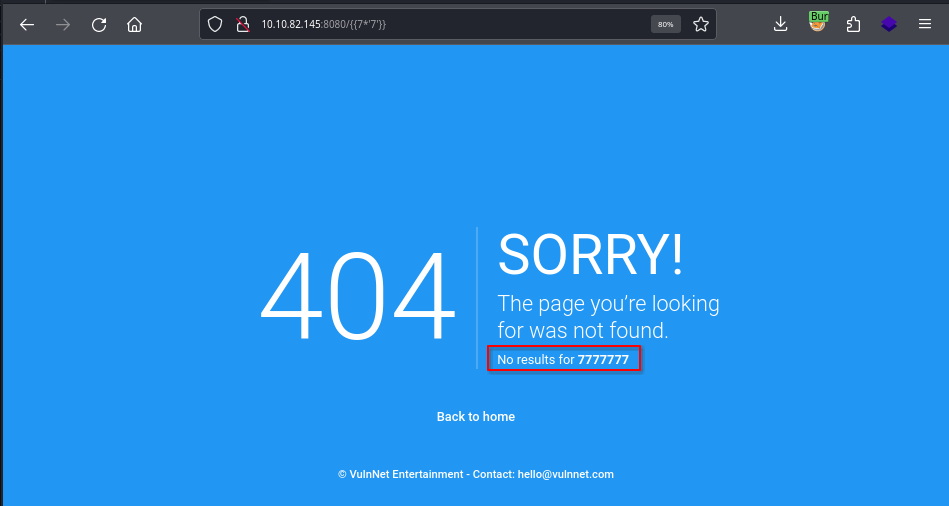 10.10.82.145:8080/{{7*'7'}}
80%
Bur
404
SORRY!
The page you’re looking
for was not found.
No results for 7777777
Back to home
© VulnNet Entertainment - Contact: hello@vulnnet.com